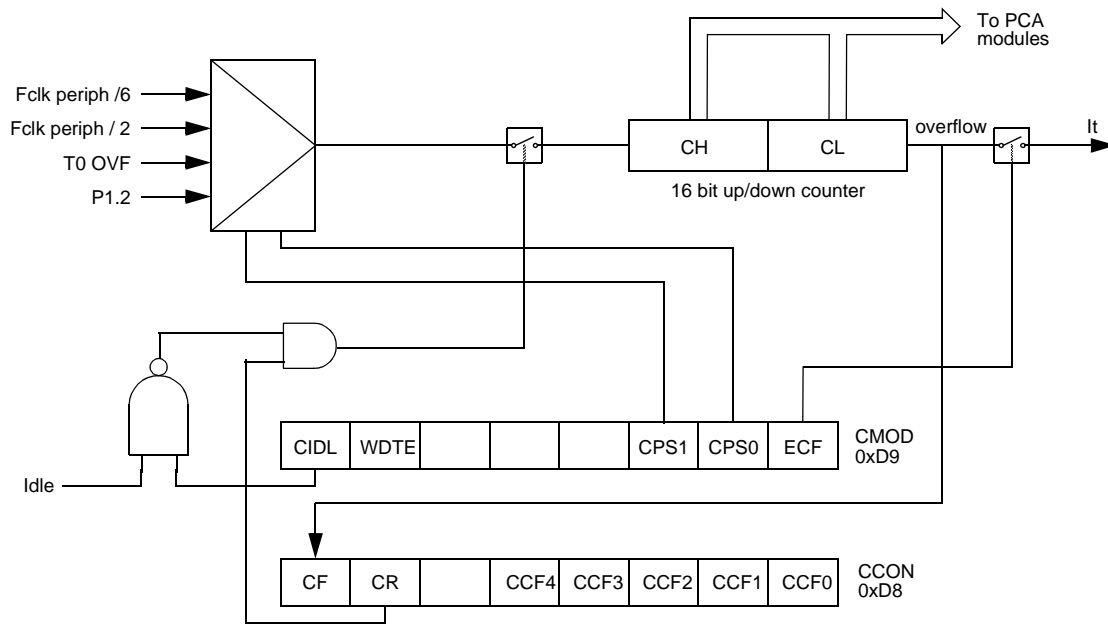 To PCA
modules
Fclk periph /6
Fclk periph / 2
T0 OVF
P1.2
CH CL
overflow
It
16 bit up/down counter
CIDL WDTE CPS1 CPS0 ECF
CMOD
0xD9
Idle
CF CR CCF4 CCF3 CCF2 CCF1 CCF0
CCON
0xD8